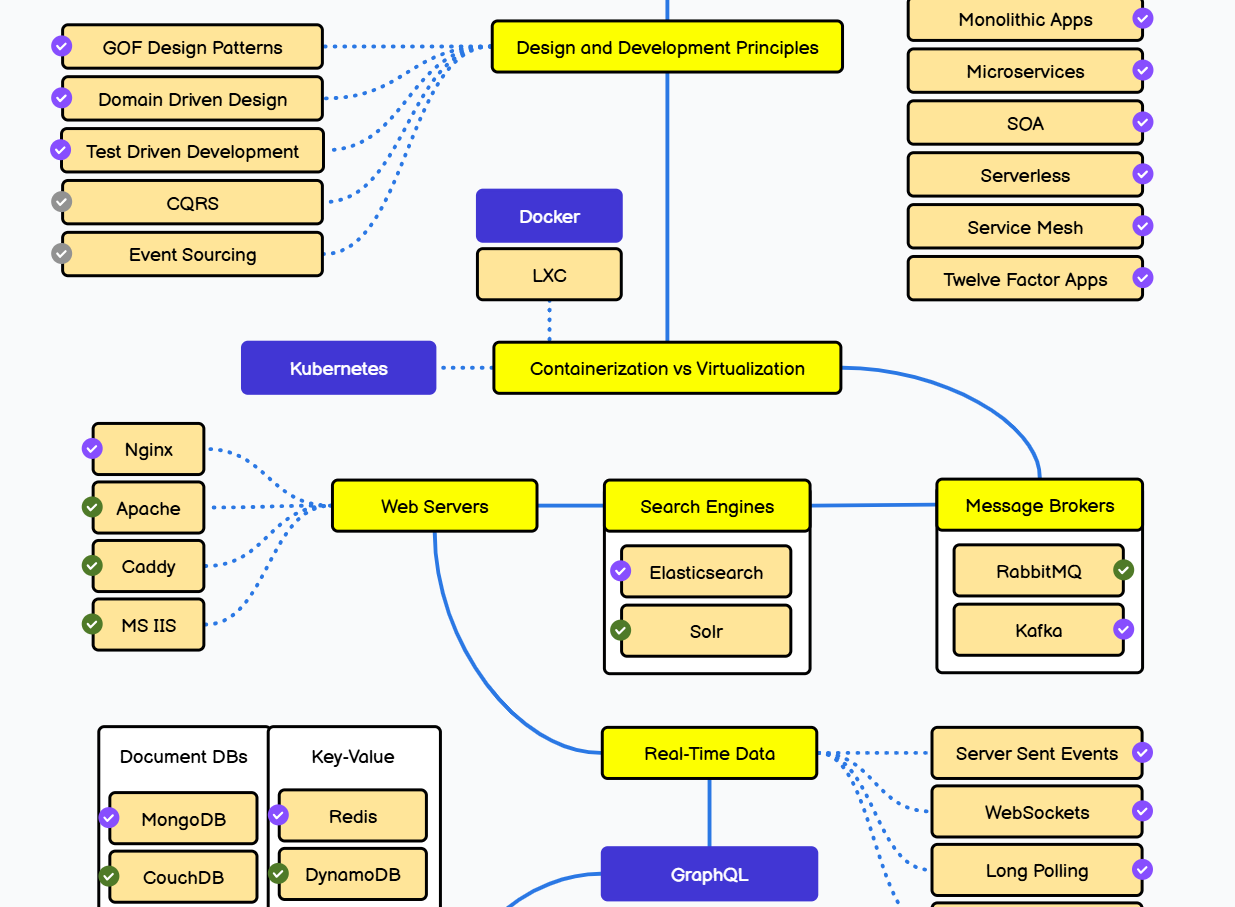 GOF Design Patterns
Domain Driven Design
Test Driven Development
CQRS
Event Sourcing
Design and Development Principles
Monolithic Apps
Microservices
SOA
Serverless
Service Mesh
Twelve Factor Apps
Docker
LXC
Kubernetes
Containerization vs Virtualization
Nginx
Apache
Caddy
MS IIS
Web Servers
Search Engines
Elasticsearch
Solr
Message Brokers
RabbitMQ
Kafka
Document DBs
MongoDB
CouchDB
Key-Value
Redis
DynamoDB
Real-Time Data
GraphQL
Server Sent Events
WebSockets
Long Polling